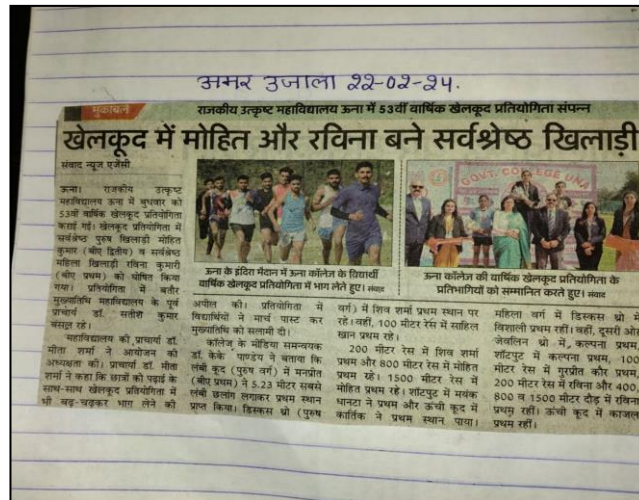 अमर उजाला 22-02-24.
मुकाबले
राजकीय उत्कृष्ट महाविद्यालय ऊना में 53वीं वार्षिक खेलकूद प्रतियोगिता संपन्न
खेलकूद में मोहित और रविना बने सर्वश्रेष्ठ खिलाड़ी
संवाद न्यूज एजेंसी
ऊना। राजकीय उत्कृष्ट
महाविद्यालय ऊना में बुधवार को
53वीं वार्षिक खेलकूद प्रतियोगिता
कराई गई। खेलकूद प्रतियोगिता में
सर्वश्रेष्ठ पुरुष खिलाड़ी मोहित
कुमार (बीए द्वितीय) व सर्वश्रेष्ठ
महिला खिलाड़ी रविना कुमारी
(बीए प्रथम) को घोषित किया
गया। प्रतियोगिता में बतौर
मुख्यातिथि महाविद्यालय के पूर्व
प्राचार्य डॉ. सतीश कुमार
बंसल रहे।
महाविद्यालय की प्राचार्या डॉ.
मीता शर्मा ने आयोजन की
अध्यक्षता की। प्राचार्या डॉ. मीता
शर्मा ने कहा कि छात्रों की पढ़ाई के
साथ-साथ खेलकूद प्रतियोगिता में
भी बढ़-चढ़कर भाग लेने की
ऊना के इंदिरा मैदान में ऊना कॉलेज के विद्यार्थी
वार्षिक खेलकूद प्रतियोगिता में भाग लेते हुए। संवाद
अपील की। प्रतियोगिता में
विद्यार्थियों ने मार्च पास्ट कर
मुख्यातिथि को सलामी दी।
कॉलेज के मीडिया समन्वयक
डॉ. केके पाण्डेय ने बताया कि
लंबी कूद (पुरुष वर्ग) में मनप्रीत
(बीए प्रथम) ने 5.23 मीटर सबसे
लंबी छलांग लगाकर प्रथम स्थान
प्राप्त किया। डिस्कस थ्रो (पुरुष
GOVT. COLLEGE UNA
ऊना कॉलेज की वार्षिक खेलकूद प्रतियोगिता के
प्रतिभागियों को सम्मानित करते हुए। संवाद
वर्ग) में शिव शर्मा प्रथम स्थान पर
रहे। वहीं, 100 मीटर रेस में साहिल
खान प्रथम रहे।
200 मीटर रेस में शिव शर्मा
प्रथम और 800 मीटर रेस में मोहित
प्रथम रहे। 1500 मीटर रेस में
मोहित प्रथम रहे। शॉटपुट में मयंक
धानटा ने प्रथम और ऊंची कूद में
कार्तिक ने प्रथम स्थान पाया।
महिला वर्ग में डिस्कस थ्रो में
विशाली प्रथम रहीं। वहीं, दूसरी ओर
जेवलिन थ्रो में कल्पना प्रथम,
शॉटपुट में कल्पना प्रथम, 100
मीटर रेस में गुरप्रीत कौर प्रथम,
200 मीटर रेस में रविना और 400,
800 व 1500 मीटर दौड़ में रविना
प्रथम रहीं। ऊंची कूद में काजल
प्रथम रहीं।